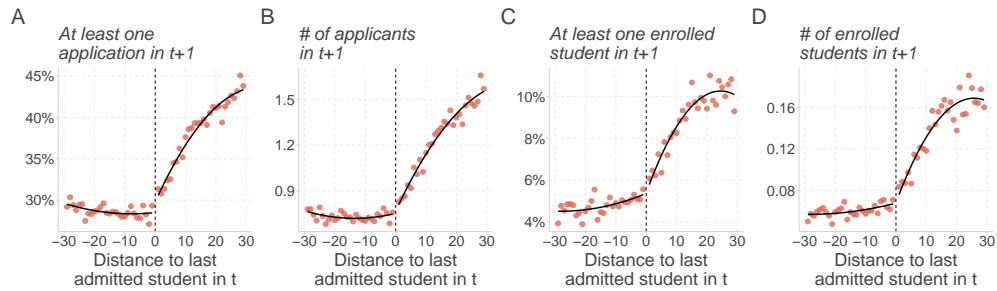 A
At least one
application in t+1
45%
40%
35%
30%
−30
−20
−10
0
10
20
30
Distance to last
admitted student in t
B
# of applicants
in t+1
1.5
1.2
0.9
−30
−20
−10
0
10
20
30
Distance to last
admitted student in t
C
At least one enrolled
student in t+1
10%
8%
6%
4%
−30
−20
−10
0
10
20
30
Distance to last
admitted student in t
D
# of enrolled
students in t+1
0.16
0.12
0.08
−30
−20
−10
0
10
20
30
Distance to last
admitted student in t